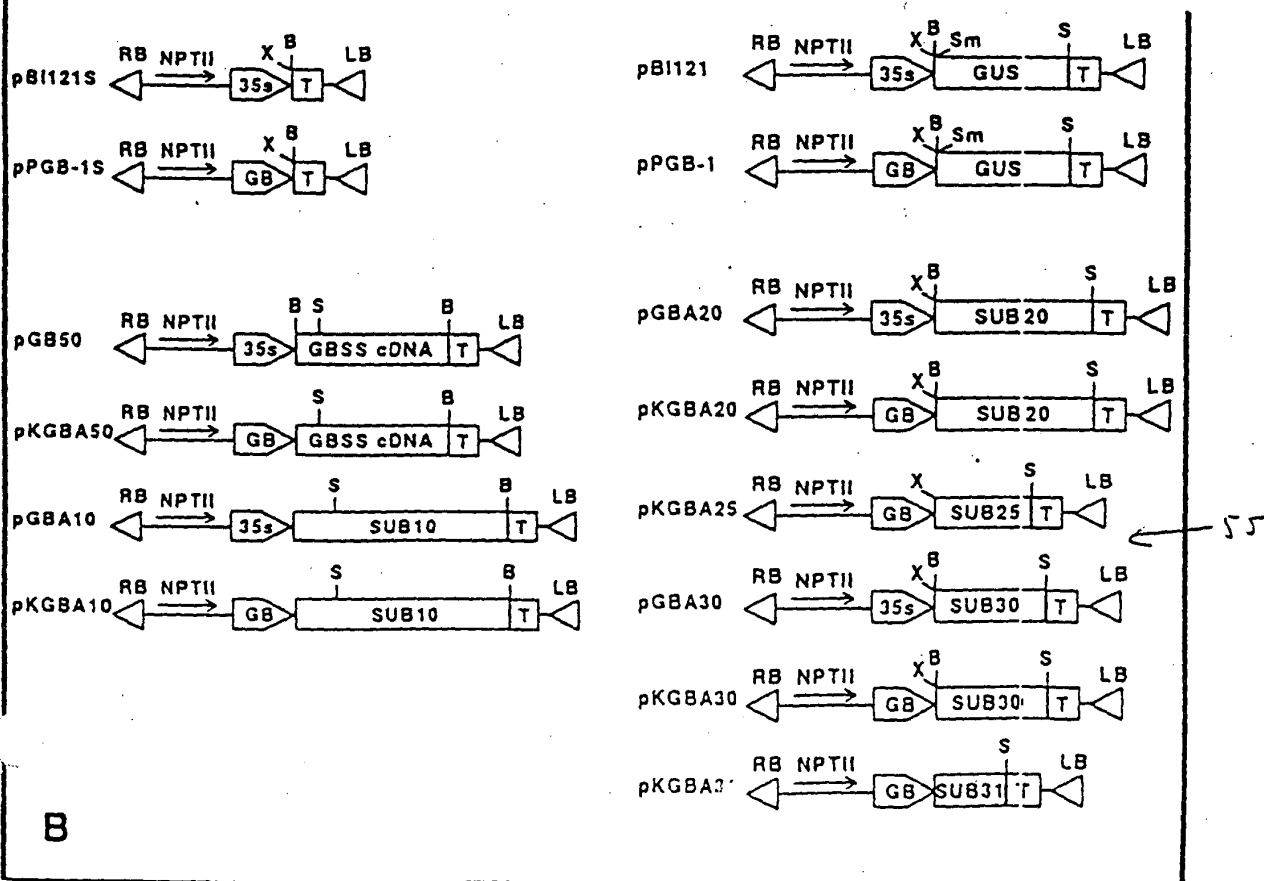 B
RB NPTII X LB
pBI121S 35s T
B
RB NPTII X LB
pPGB-1S GB T
B S B
RB NPTII LB
pGB50 35s GBSS cDNA T
S B
RB NPTII LB
pKGBA50 GB GBSS cDNA T
S B
RB NPTII LB
pGBA10 35s SUB10 T
S B
RB NPTII LB
pKGBA10 GB SUB10 T
B
S
RB NPTII X B Sm LB
pBI121 35s GUS T
S
RB NPTII X B Sm LB
pPGB-1 GB GUS T
B S
RB NPTII X LB
pGBA20 35s SUB20 T
B S
RB NPTII X LB
pKGBA20 GB SUB20 T
S
RB NPTII X LB
pKGBA25 GB SUB25 T
55
B S
RB NPTII X LB
pGBA30 35s SUB30 T
B S
RB NPTII X LB
pKGBA30 GB SUB30 T
S
RB NPTII LB
GB SUB31 T